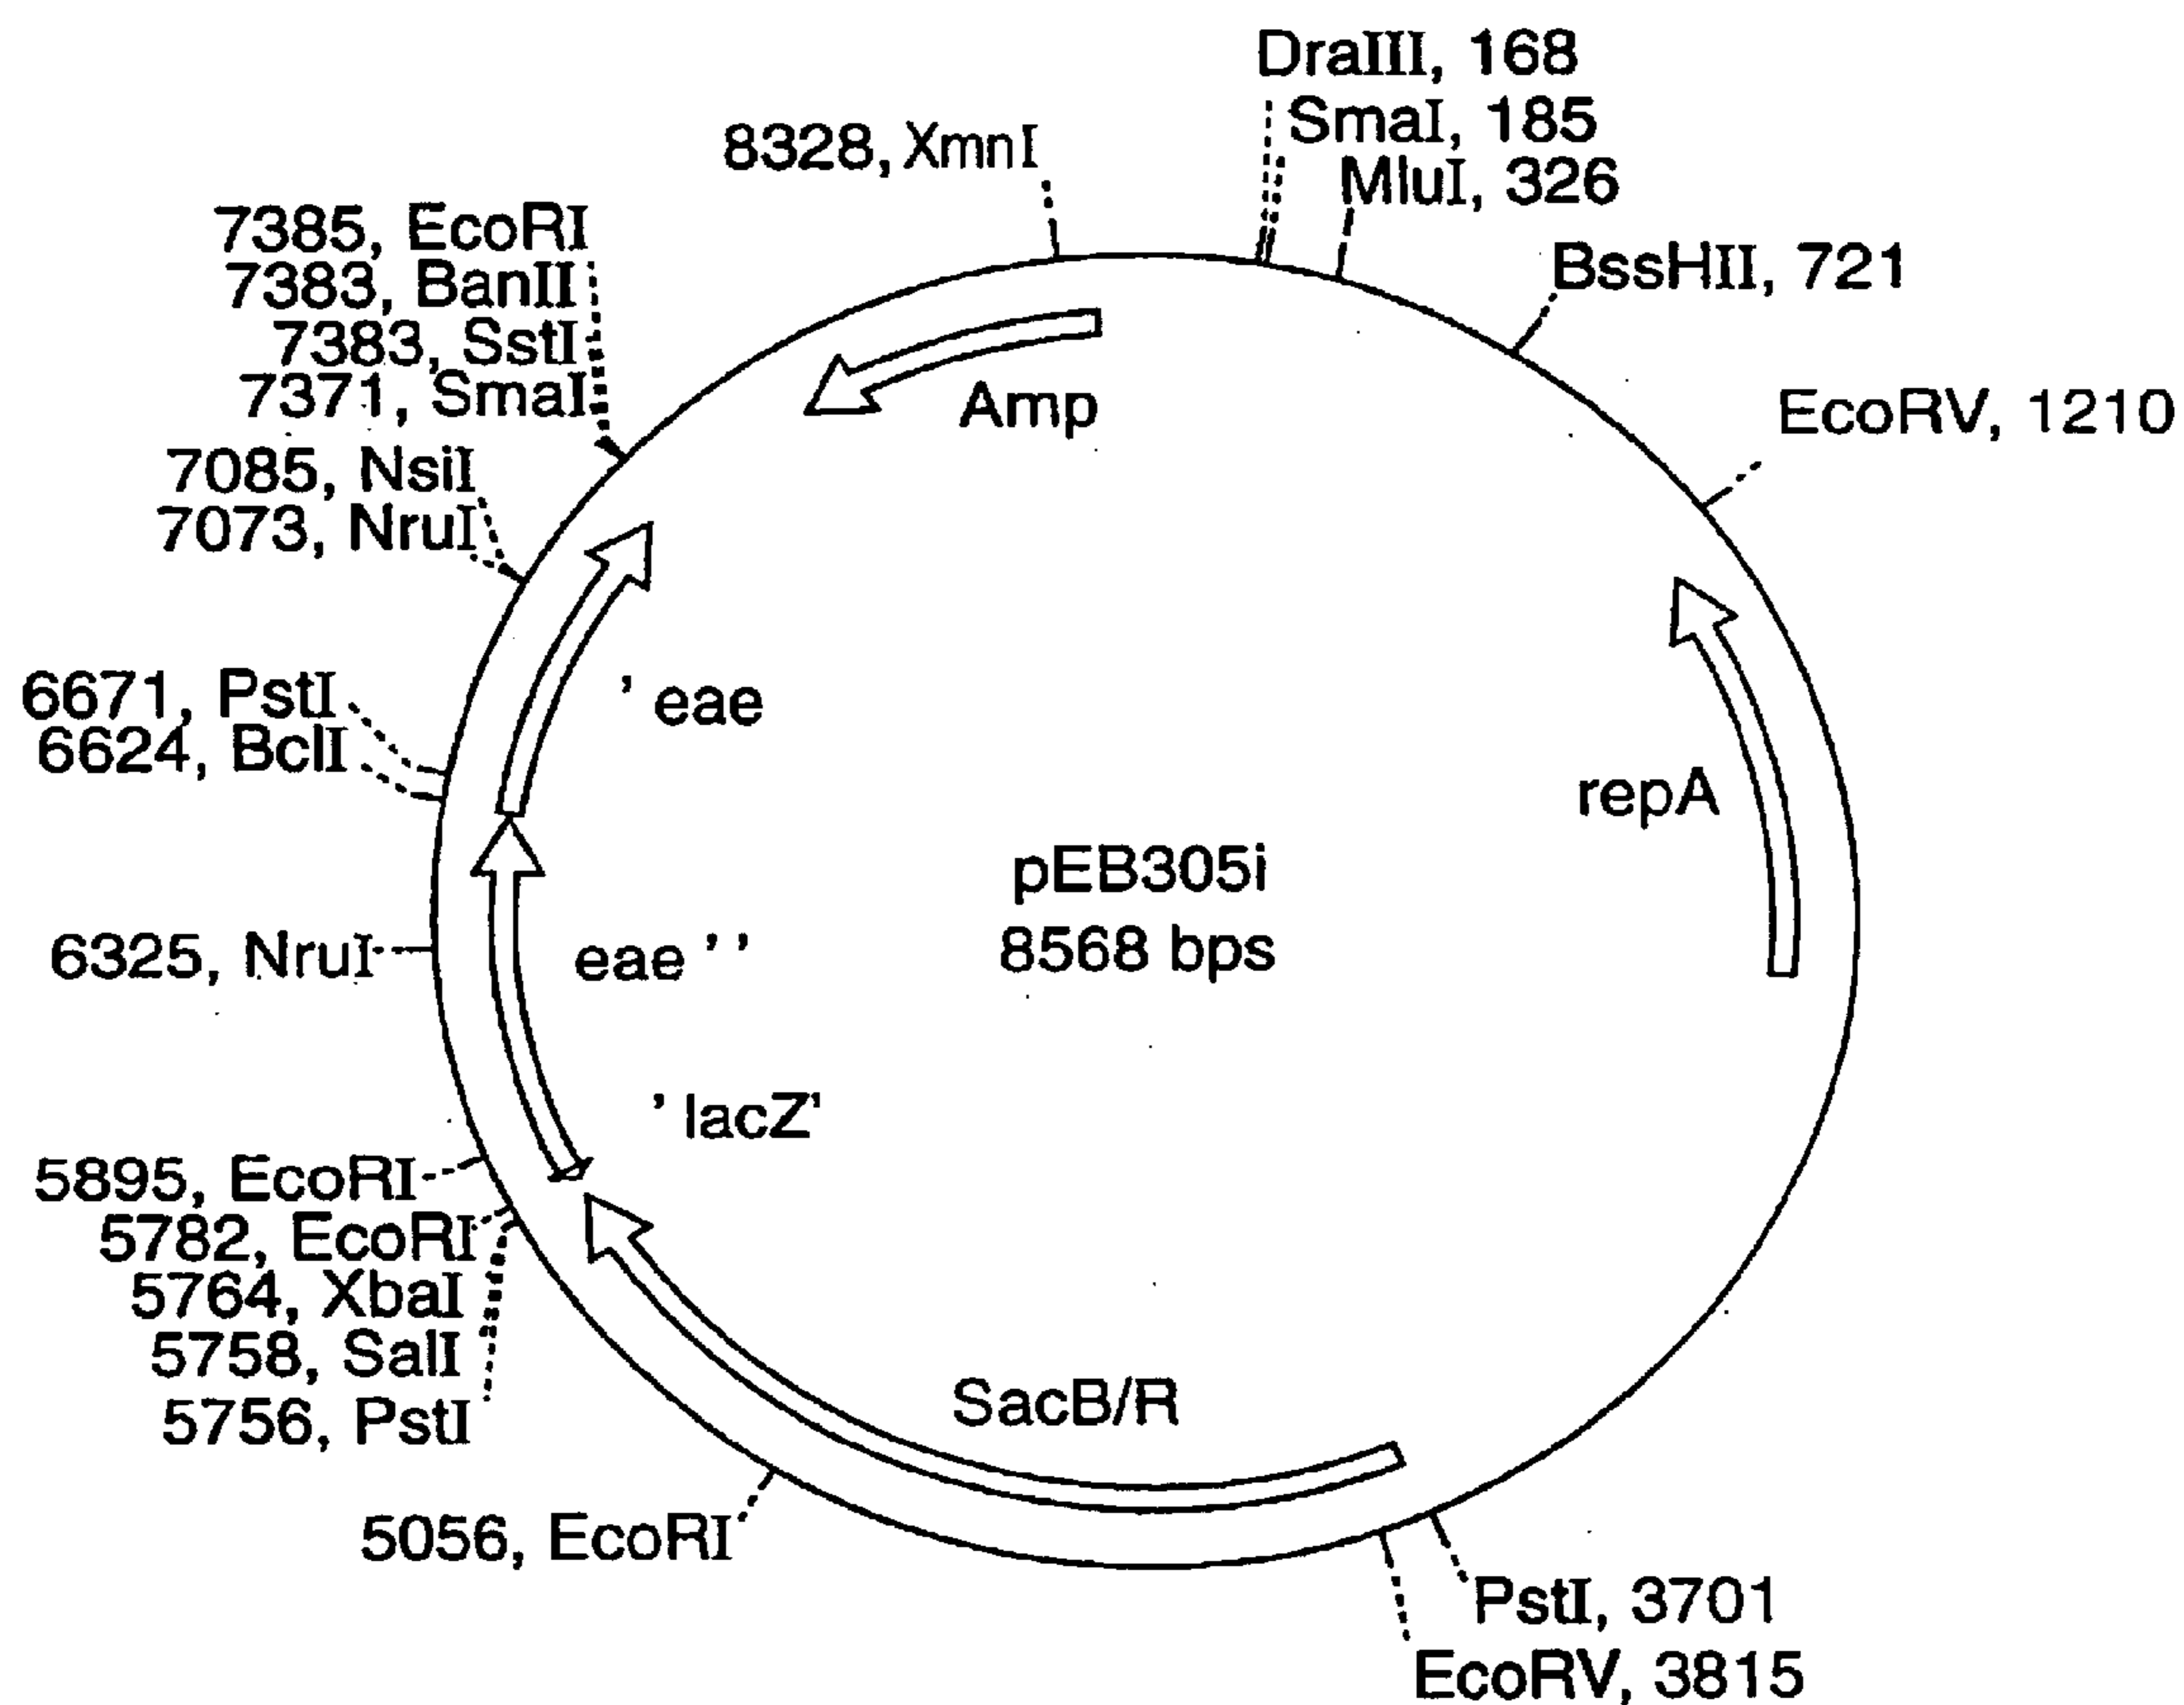 DraIII, 168
SmaI, 185
MluI, 326
8328, XmnI
BssHII, 721
7385, EcoRI
7383, BanII
7383, SstI
7371, SmaI
EcoRV, 1210
Amp
7085, NsiI
7073, NruI
6671, PstI
6624, BclI
' eae
repA
pEB305i
8568 bps
6325, NruI
eae ' '
' lacZ'
5895, EcoRI
5782, EcoRI
5764, XbaI
5758, SalI
5756, PstI
SacB/R
5056, EcoRI
PstI, 3701
EcoRV, 3815